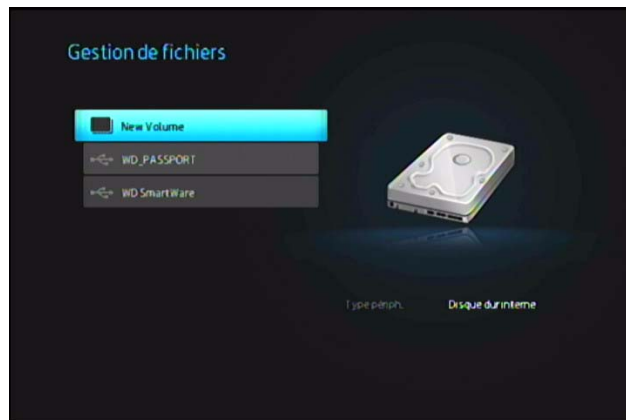 Gestion de fichiers
New Volume
WD_PASSPORT
WD SmartWare
Type périph. Disque dur interne